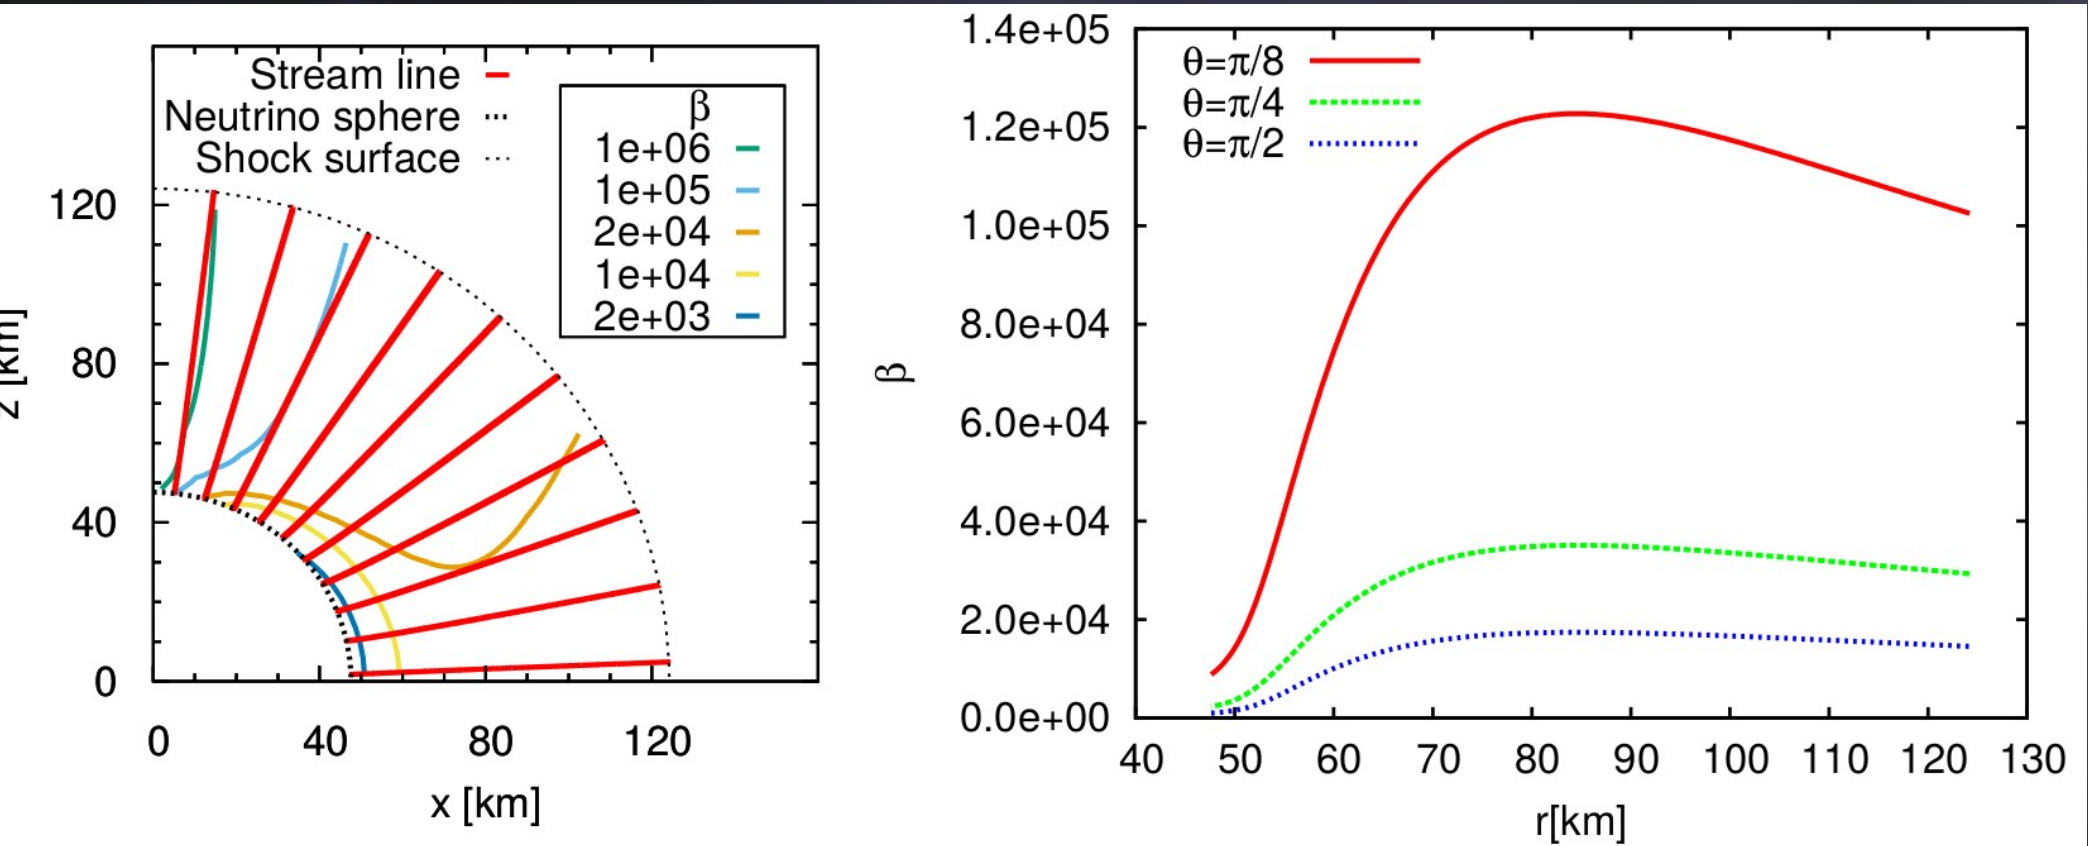 Stream line
Neutrino sphere
Shock surface
β
1e+06
1e+05
2e+04
1e+04
2e+03
120
80
40
0
z [km]
0 40 80 120
x [km]
θ=π/8
θ=π/4
θ=π/2
1.4e+05
1.2e+05
1.0e+05
8.0e+04
6.0e+04
4.0e+04
2.0e+04
0.0e+00
β
40 50 60 70 80 90 100 110 120 130
r[km]